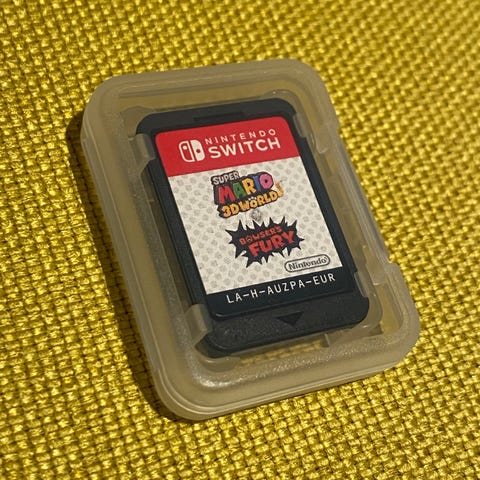 NINTENDO
SWITCH
SUPER
MARIO
3D WORLD
BOWSER'S
FURY
Nintendo
LA-H-AUZPA-EUR